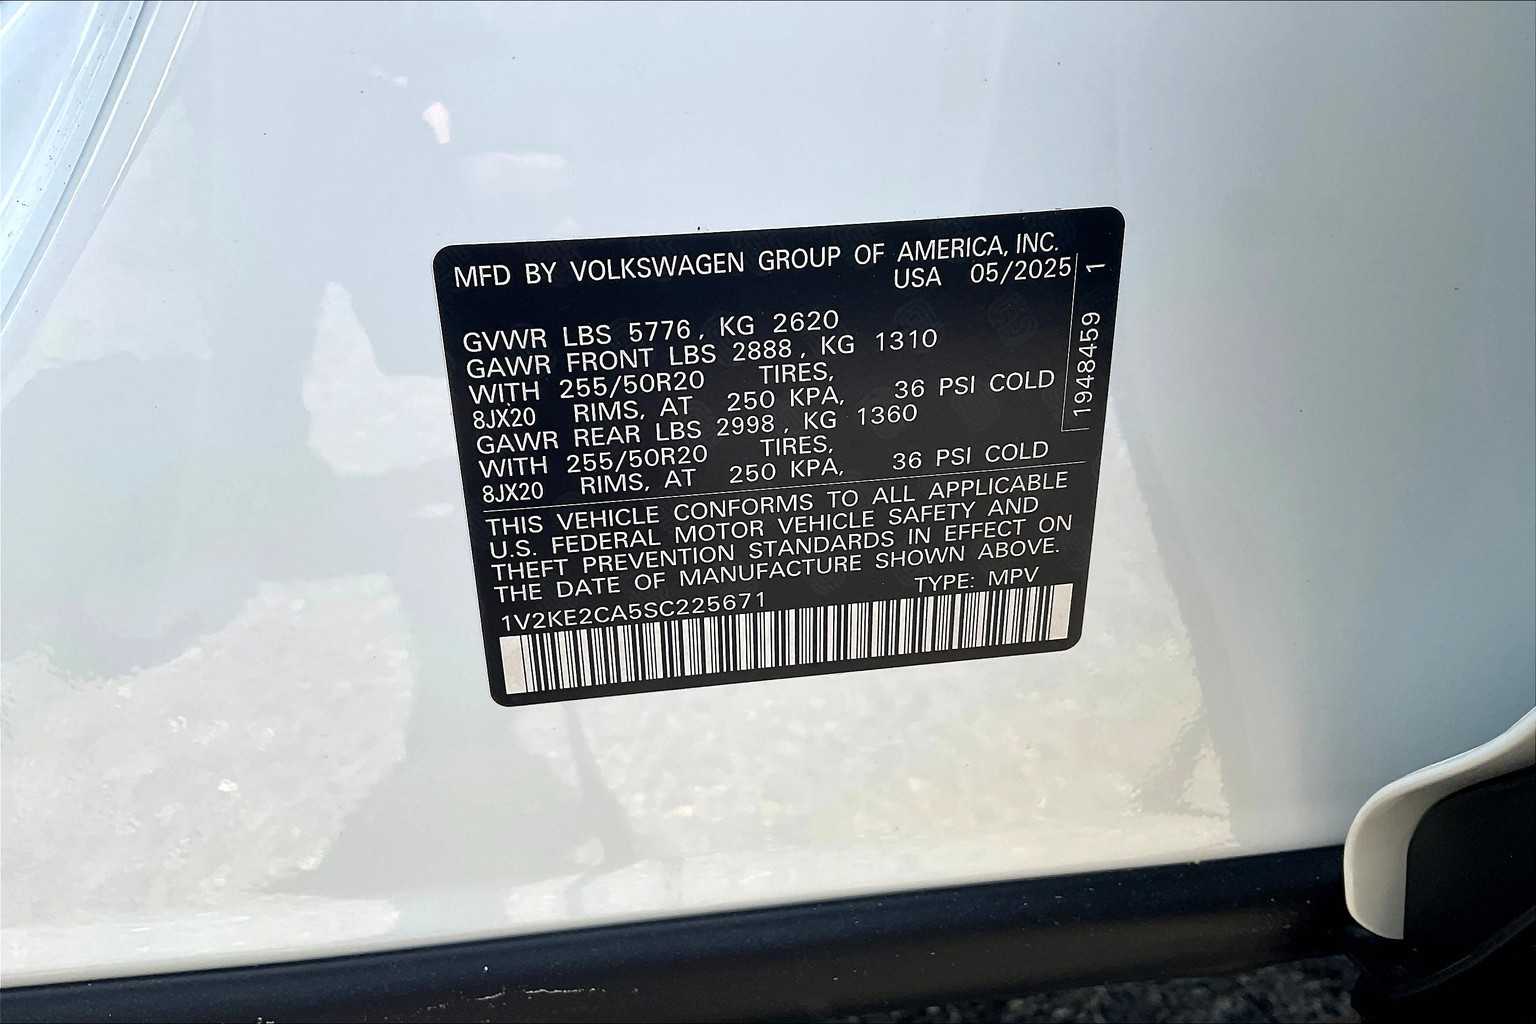 MFD BY VOLKSWAGEN GROUP OF AMERICA, INC.
USA 05/2025
GVWR LBS 5776, KG 2620
GAWR FRONT LBS 2888, KG 1310
WITH 255/50R20 TIRES,
8JX20 RIMS, AT 250 KPA, 36 PSI COLD
GAWR REAR LBS 2998, KG 1360
WITH 255/50R20 TIRES,
8JX20 RIMS, AT 250 KPA, 36 PSI COLD
THIS VEHICLE CONFORMS TO ALL APPLICABLE
U.S. FEDERAL MOTOR VEHICLE SAFETY AND
THEFT PREVENTION STANDARDS IN EFFECT ON
THE DATE OF MANUFACTURE SHOWN ABOVE.
1V2KE2CA5SC225671 TYPE: MPV
1948459 1